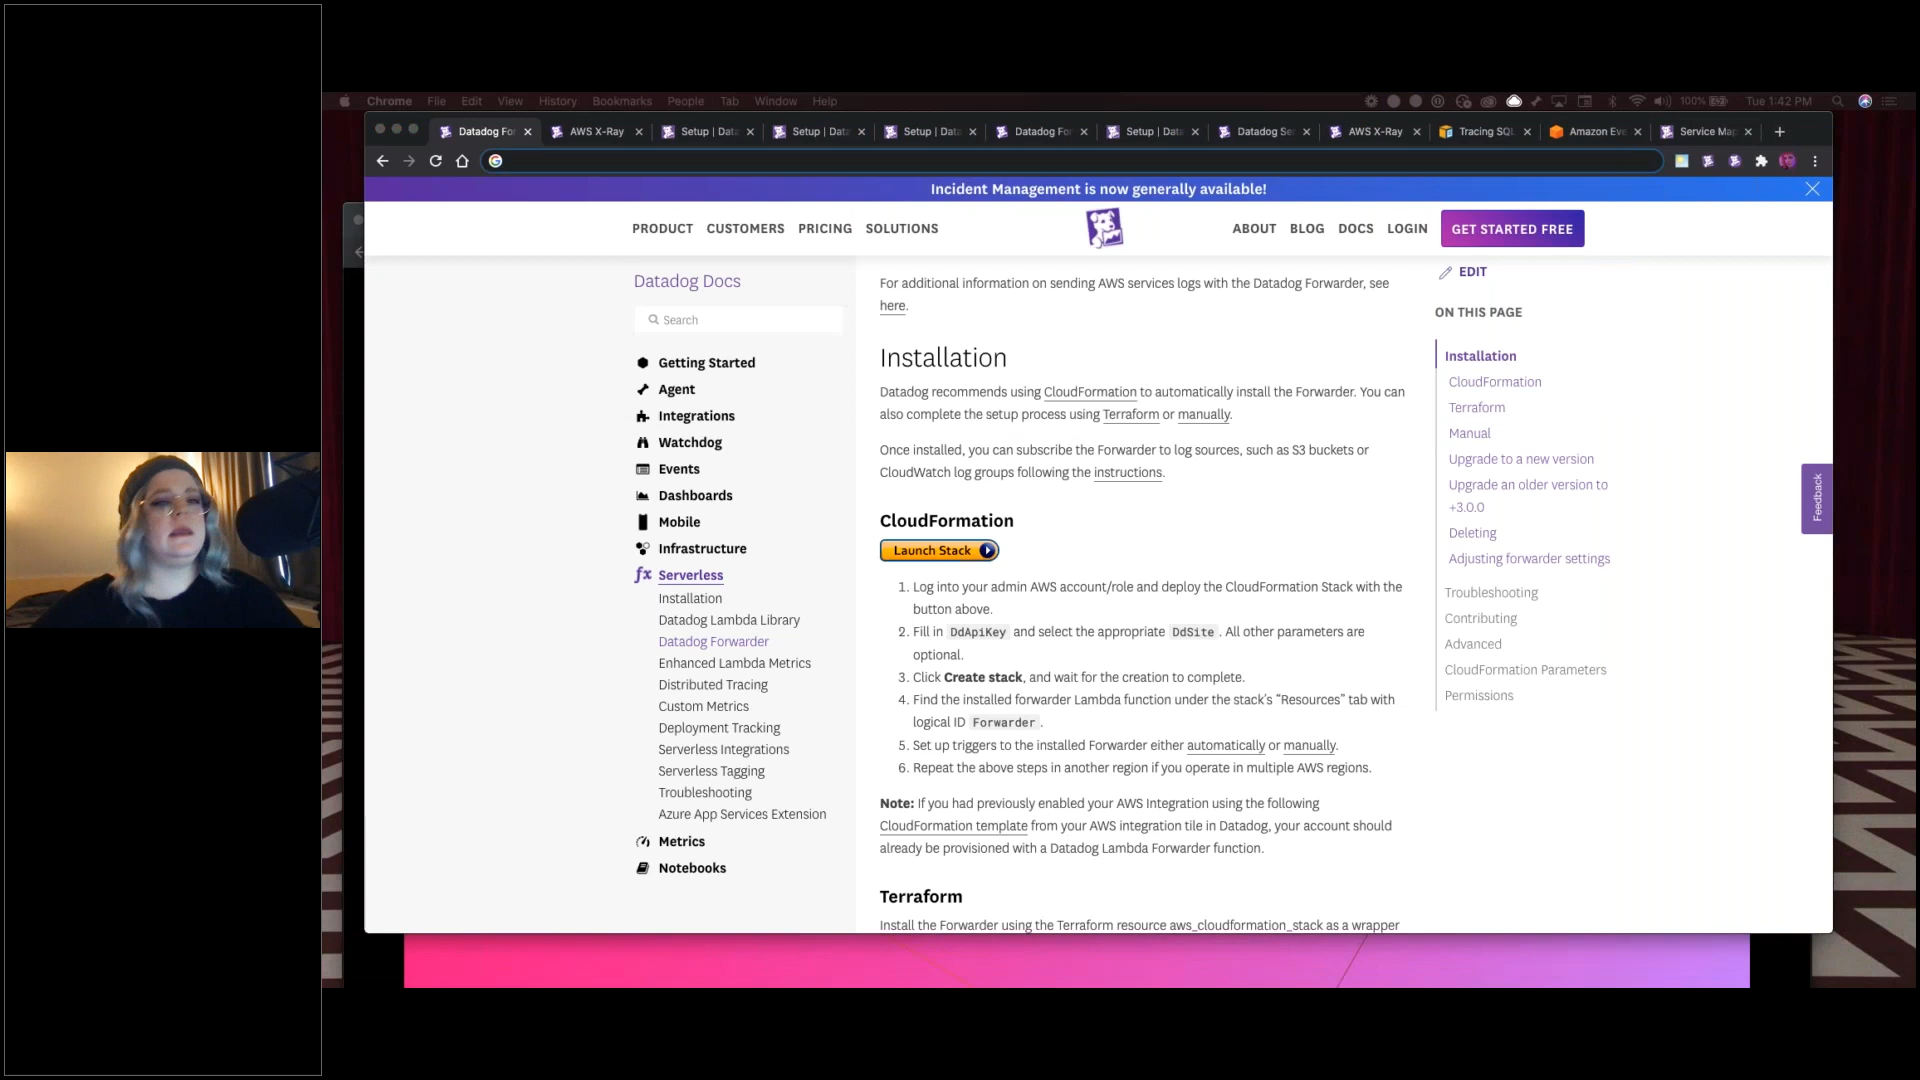 Chrome File Edit View History Bookmarks People Tab Window Help
100% Tue 1:42 PM
Datadog Fo AWS X-Ray Setup | Data Setup | Data Setup | Data Datadog Fo Setup | Data Datadog Se AWS X-Ray Tracing SQL Amazon Eve Service Map
Incident Management is now generally available!
PRODUCT CUSTOMERS PRICING SOLUTIONS
ABOUT BLOG DOCS LOGIN GET STARTED FREE
Datadog Docs
Search
Getting Started
Agent
Integrations
Watchdog
Events
Dashboards
Mobile
Infrastructure
Serverless
Installation
Datadog Lambda Library
Datadog Forwarder
Enhanced Lambda Metrics
Distributed Tracing
Custom Metrics
Deployment Tracking
Serverless Integrations
Serverless Tagging
Troubleshooting
Azure App Services Extension
Metrics
Notebooks
For additional information on sending AWS services logs with the Datadog Forwarder, see
here.
Installation
Datadog recommends using CloudFormation to automatically install the Forwarder. You can
also complete the setup process using Terraform or manually.
Once installed, you can subscribe the Forwarder to log sources, such as S3 buckets or
CloudWatch log groups following the instructions.
CloudFormation
Launch Stack
1. Log into your admin AWS account/role and deploy the CloudFormation Stack with the
button above.
2. Fill in DdApiKey and select the appropriate DdSite . All other parameters are
optional.
3. Click Create stack, and wait for the creation to complete.
4. Find the installed forwarder Lambda function under the stack's “Resources” tab with
logical ID Forwarder .
5. Set up triggers to the installed Forwarder either automatically or manually.
6. Repeat the above steps in another region if you operate in multiple AWS regions.
Note: If you had previously enabled your AWS Integration using the following
CloudFormation template from your AWS integration tile in Datadog, your account should
already be provisioned with a Datadog Lambda Forwarder function.
Terraform
Install the Forwarder using the Terraform resource aws_cloudformation_stack as a wrapper
EDIT
ON THIS PAGE
Installation
CloudFormation
Terraform
Manual
Upgrade to a new version
Upgrade an older version to
+3.0.0
Deleting
Adjusting forwarder settings
Troubleshooting
Contributing
Advanced
CloudFormation Parameters
Permissions
Feedback